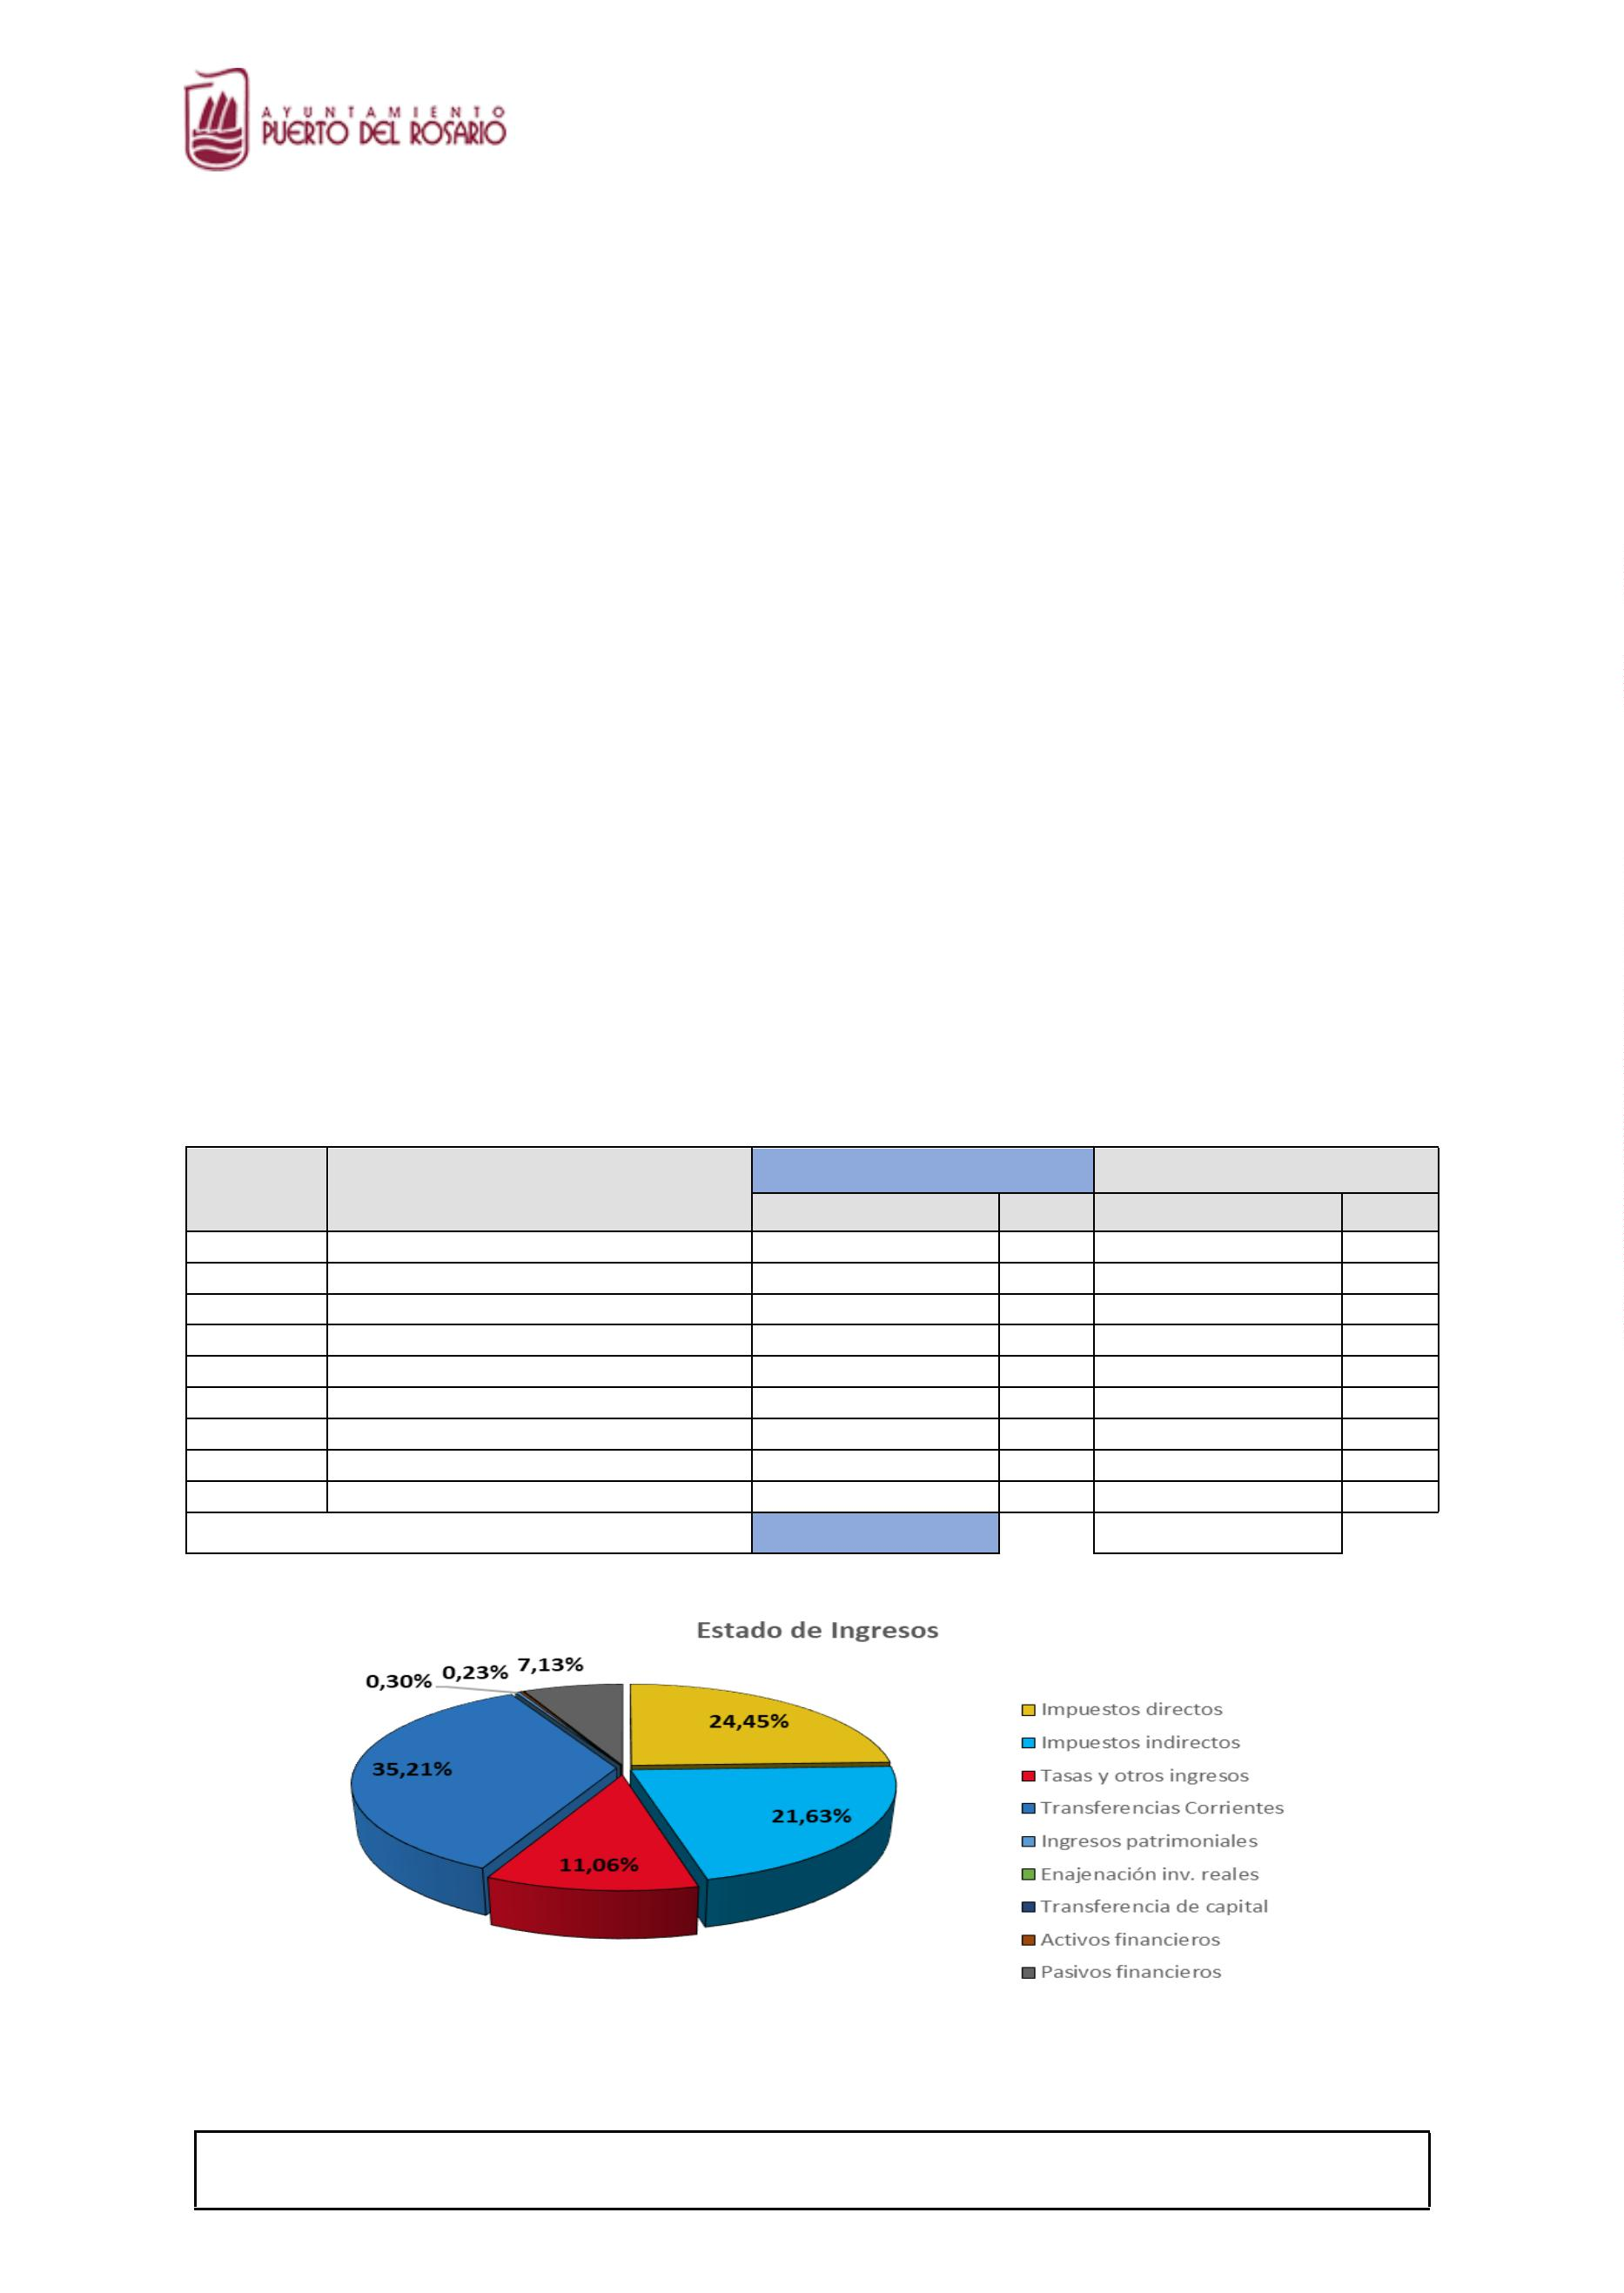 AYUNTAMIENTO
PUERTO DEL ROSARIO
Estado de Ingresos
0,30%
0,23%
7,13%
24,45%
35,21%
21,63%
11,06%
Impuestos directos
Impuestos indirectos
Tasas y otros ingresos
Transferencias Corrientes
Ingresos patrimoniales
Enajenación inv. reales
Transferencia de capital
Activos financieros
Pasivos financieros